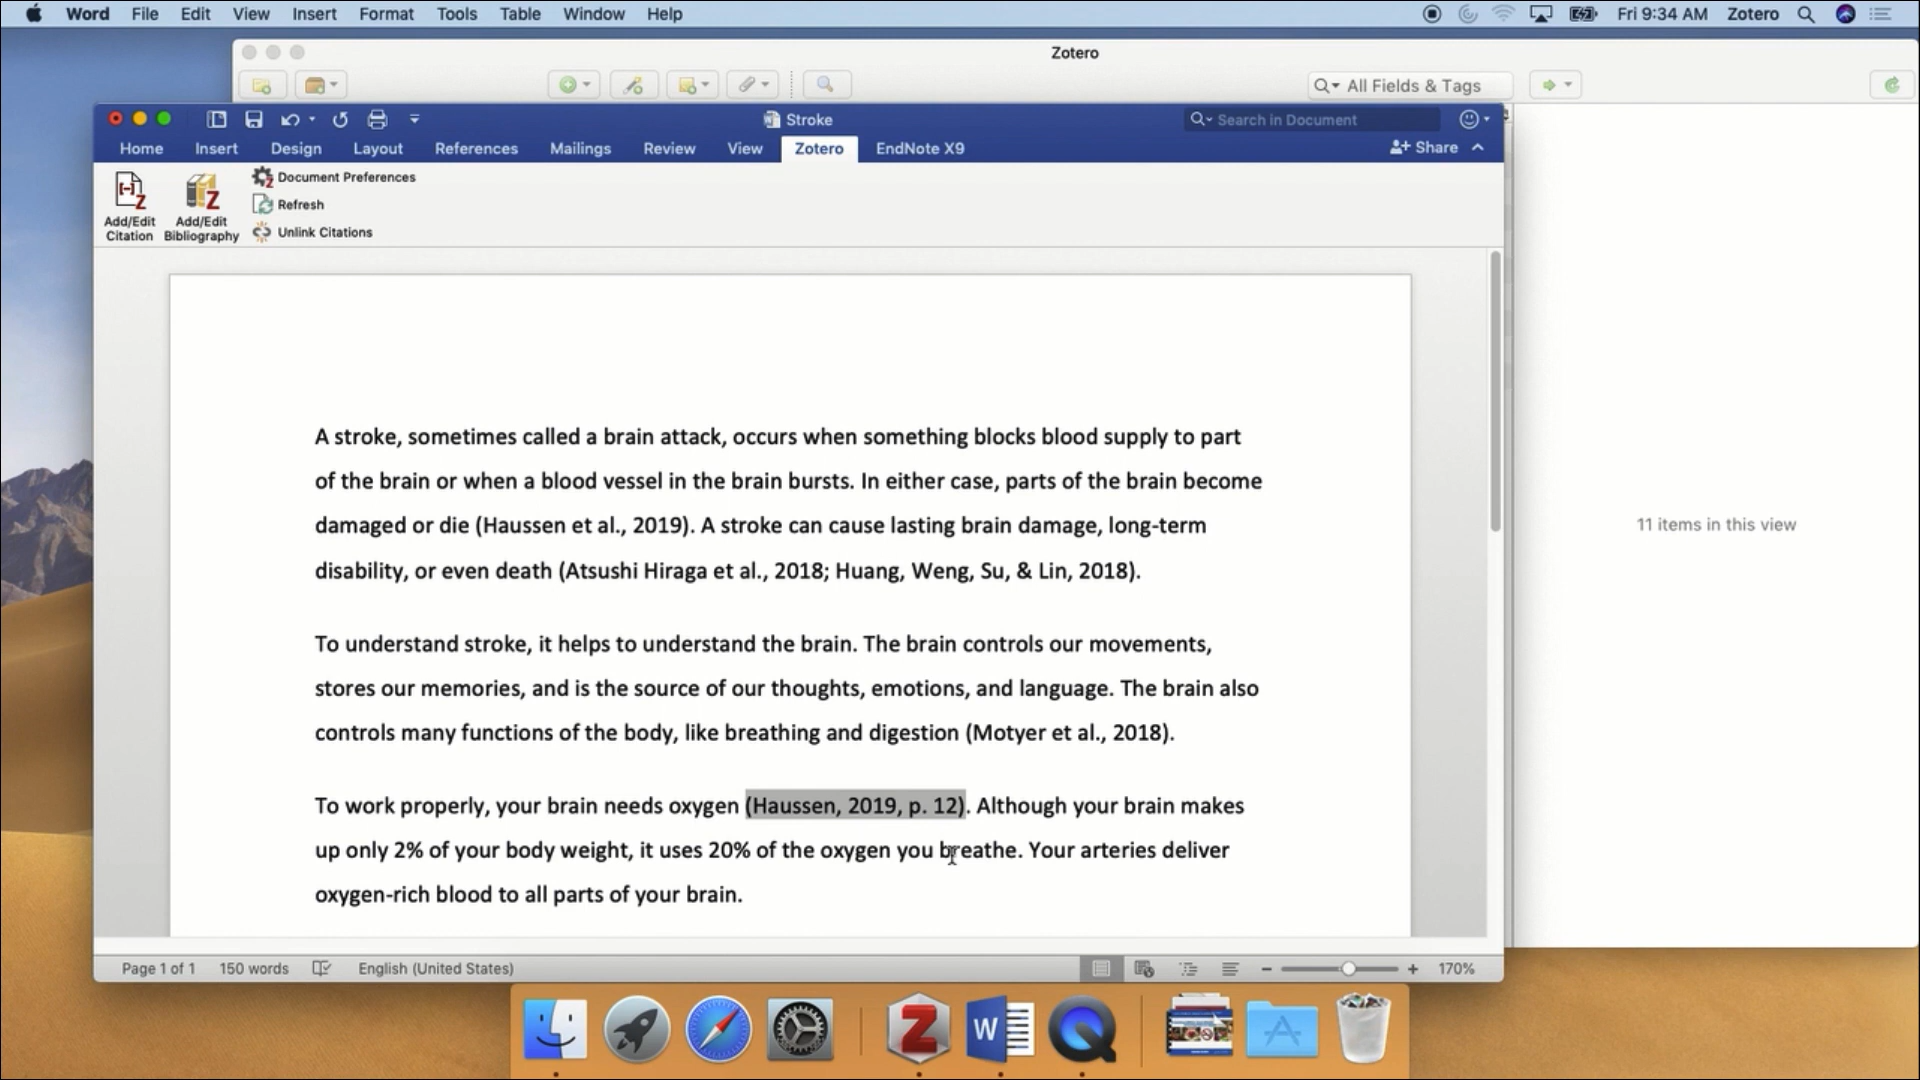 Word File Edit View Insert Format Tools Table Window Help Fri 9:34 AM Zotero
Zotero
All Fields & Tags
Stroke
Search in Document
Home Insert Design Layout References Mailings Review View Zotero EndNote X9
Share
Add/Edit Citation
Add/Edit Bibliography
Document Preferences
Refresh
Unlink Citations
A stroke, sometimes called a brain attack, occurs when something blocks blood supply to part
of the brain or when a blood vessel in the brain bursts. In either case, parts of the brain become
damaged or die (Haussen et al., 2019). A stroke can cause lasting brain damage, long-term
disability, or even death (Atsushi Hiraga et al., 2018; Huang, Weng, Su, & Lin, 2018).
To understand stroke, it helps to understand the brain. The brain controls our movements,
stores our memories, and is the source of our thoughts, emotions, and language. The brain also
controls many functions of the body, like breathing and digestion (Motyer et al., 2018).
To work properly, your brain needs oxygen (Haussen, 2019, p. 12). Although your brain makes
up only 2% of your body weight, it uses 20% of the oxygen you breathe. Your arteries deliver
oxygen-rich blood to all parts of your brain.
11 items in this view
Page 1 of 1 150 words English (United States) 170%